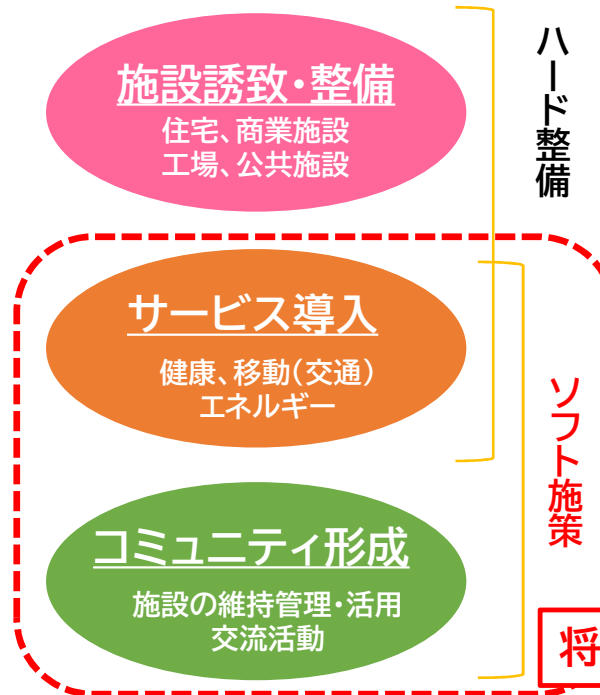 施設誘致・整備
住宅、商業施設
工場、公共施設
ハード整備
サービス導入
健康、移動(交通)
エネルギー
ソフト施策
コミュニティ形成
施設の維持管理・活用
交流活動
将